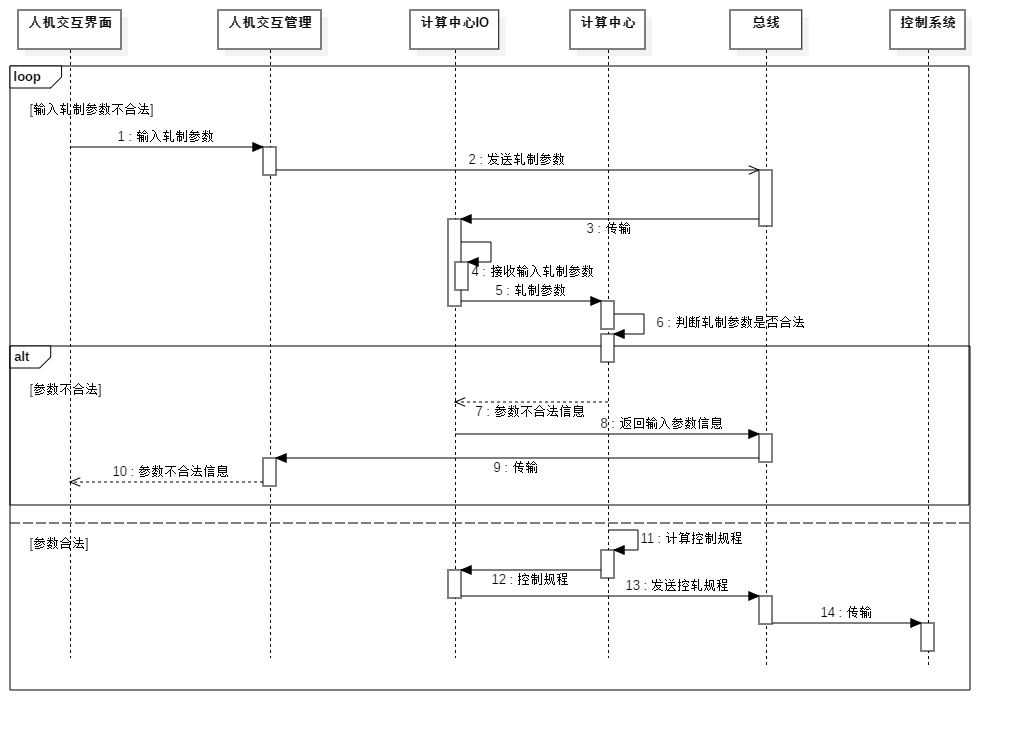 人机交互界面
人机交互管理
计算中心IO
计算中心
总线
控制系统
loop
[输入轧制参数不合法]
1 : 输入轧制参数
2 : 发送轧制参数
3 : 传输
4 : 接收输入轧制参数
5 : 轧制参数
6 : 判断轧制参数是否合法
alt
[参数不合法]
7 : 参数不合法信息
8 : 返回输入参数信息
9 : 传输
10 : 参数不合法信息
[参数合法]
11 : 计算控制规程
12 : 控制规程
13 : 发送控轧规程
14 : 传输